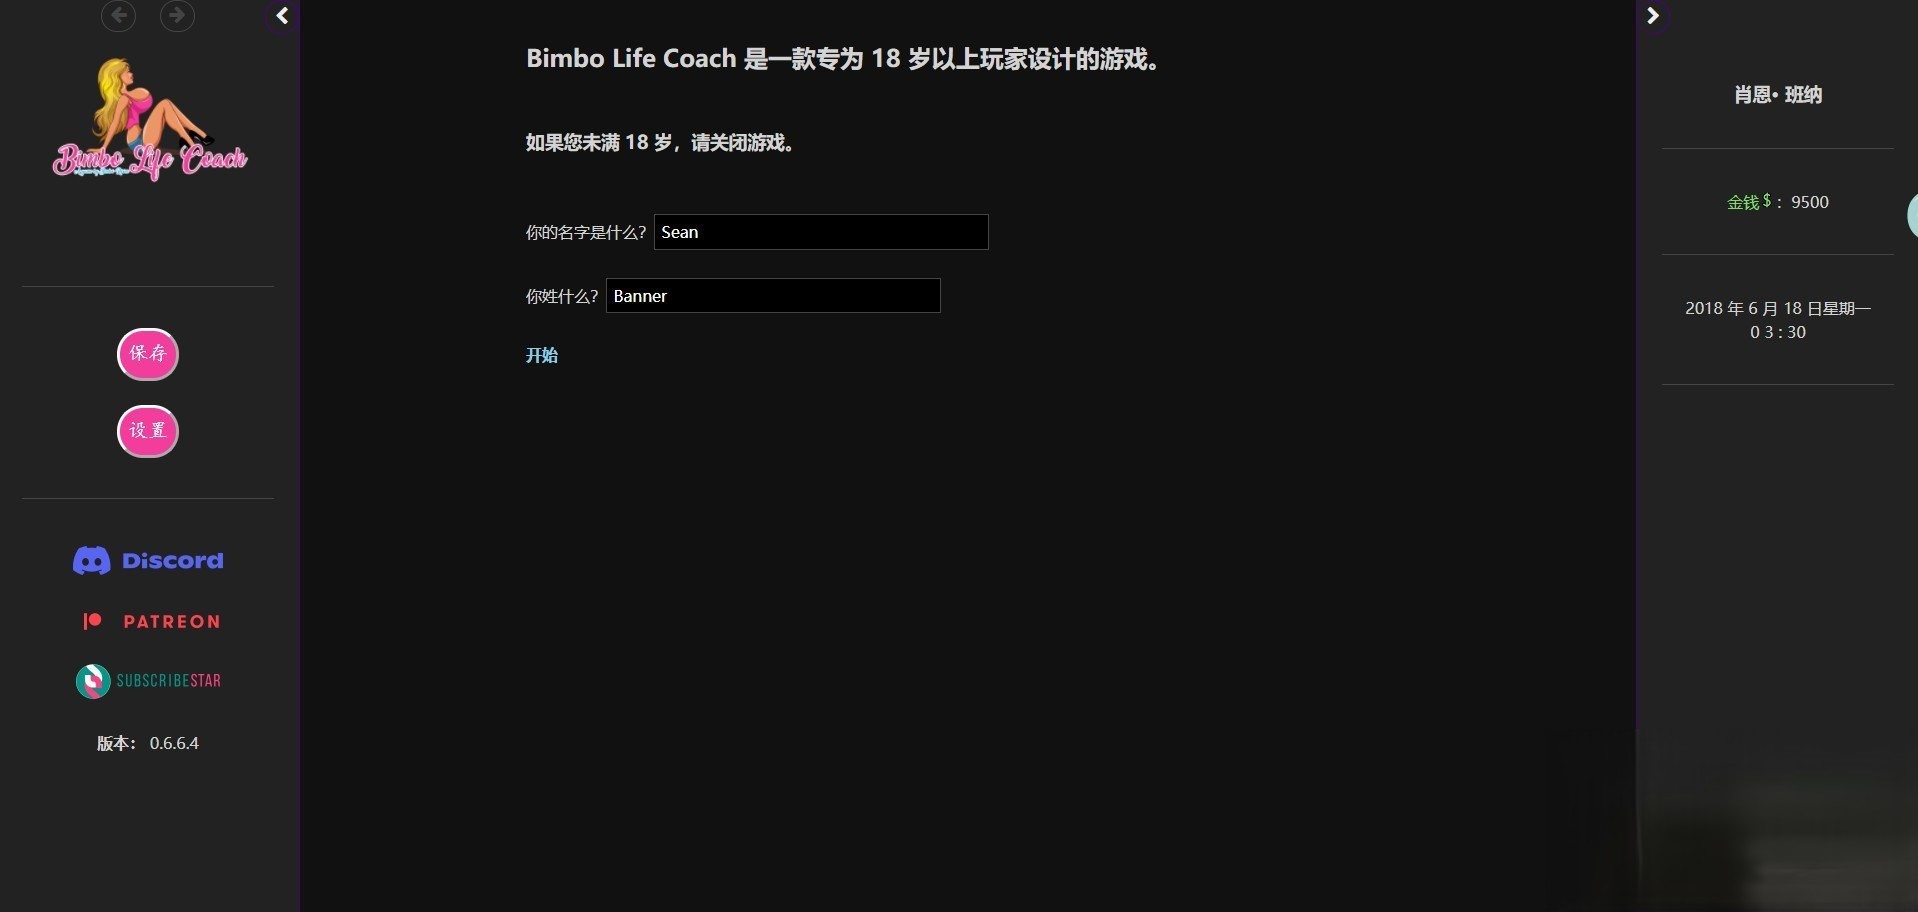 Bimbo Life Coach
保存
设置
Discord
PATREON
SUBSCRIBESTAR
版本： 0.6.6.4
Bimbo Life Coach 是一款专为 18 岁以上玩家设计的游戏。
如果您未满 18 岁，请关闭游戏。
你的名字是什么？ Sean
你姓什么？ Banner
开始
肖恩• 班纳
金钱$： 9500
2018 年 6 月 18 日星期一
0 3 : 30